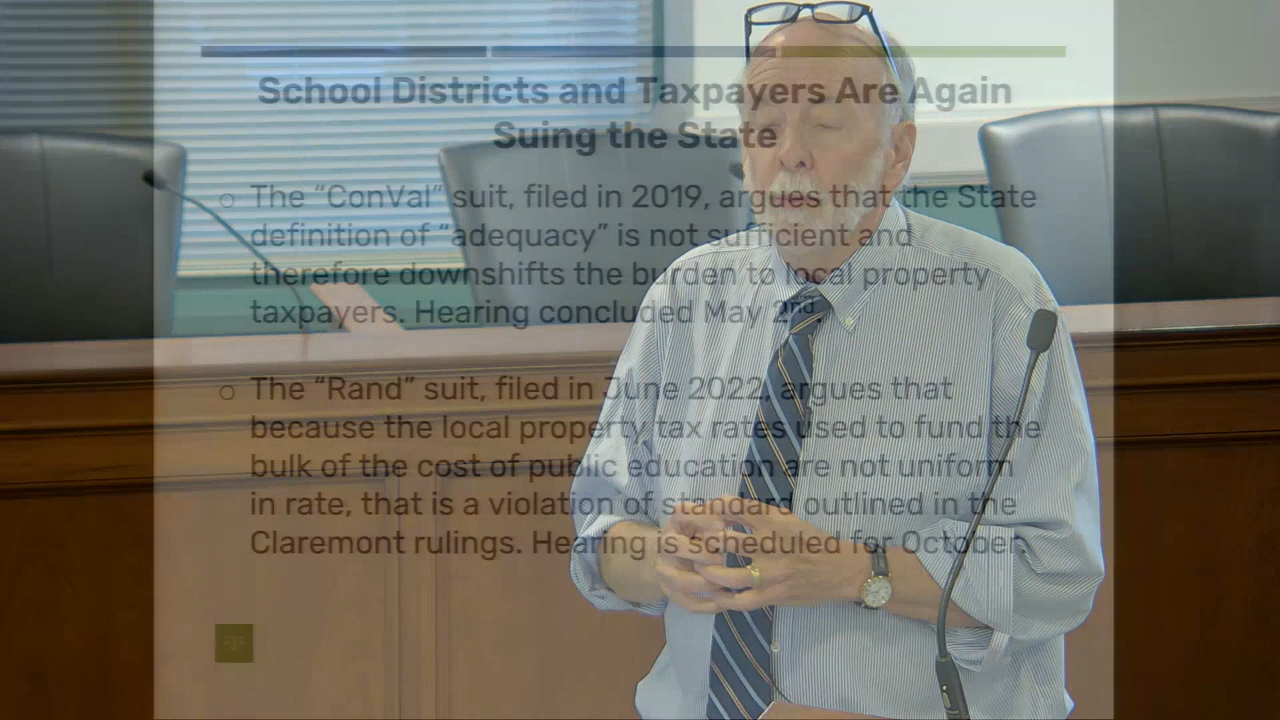 School Districts and Taxpayers Are Again
Suing the State
The “ConVal” suit, filed in 2019, argues that the State
definition of “adequacy” is not sufficient and
therefore downshifts the burden to local property
taxpayers. Hearing concluded May 2nd
The “Rand” suit, filed in June 2022, argues that
because the local property tax rates used to fund the
bulk of the cost of public education are not uniform
in rate, that is a violation of standard outlined in the
Claremont rulings. Hearing is scheduled for October.